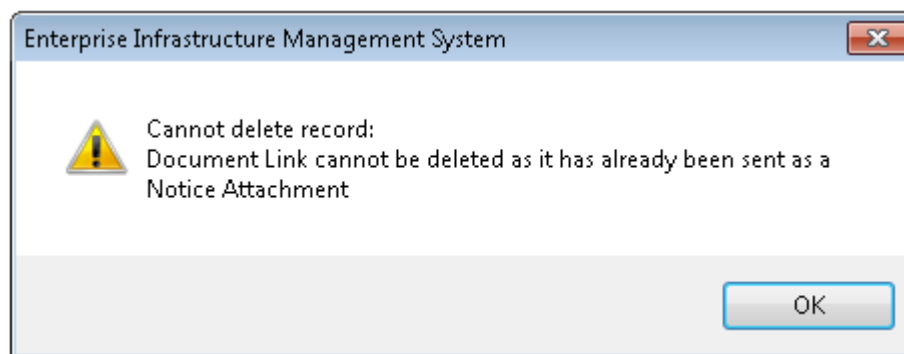 Enterprise Infrastructure Management System
Cannot delete record:
Document Link cannot be deleted as it has already been sent as a
Notice Attachment
OK